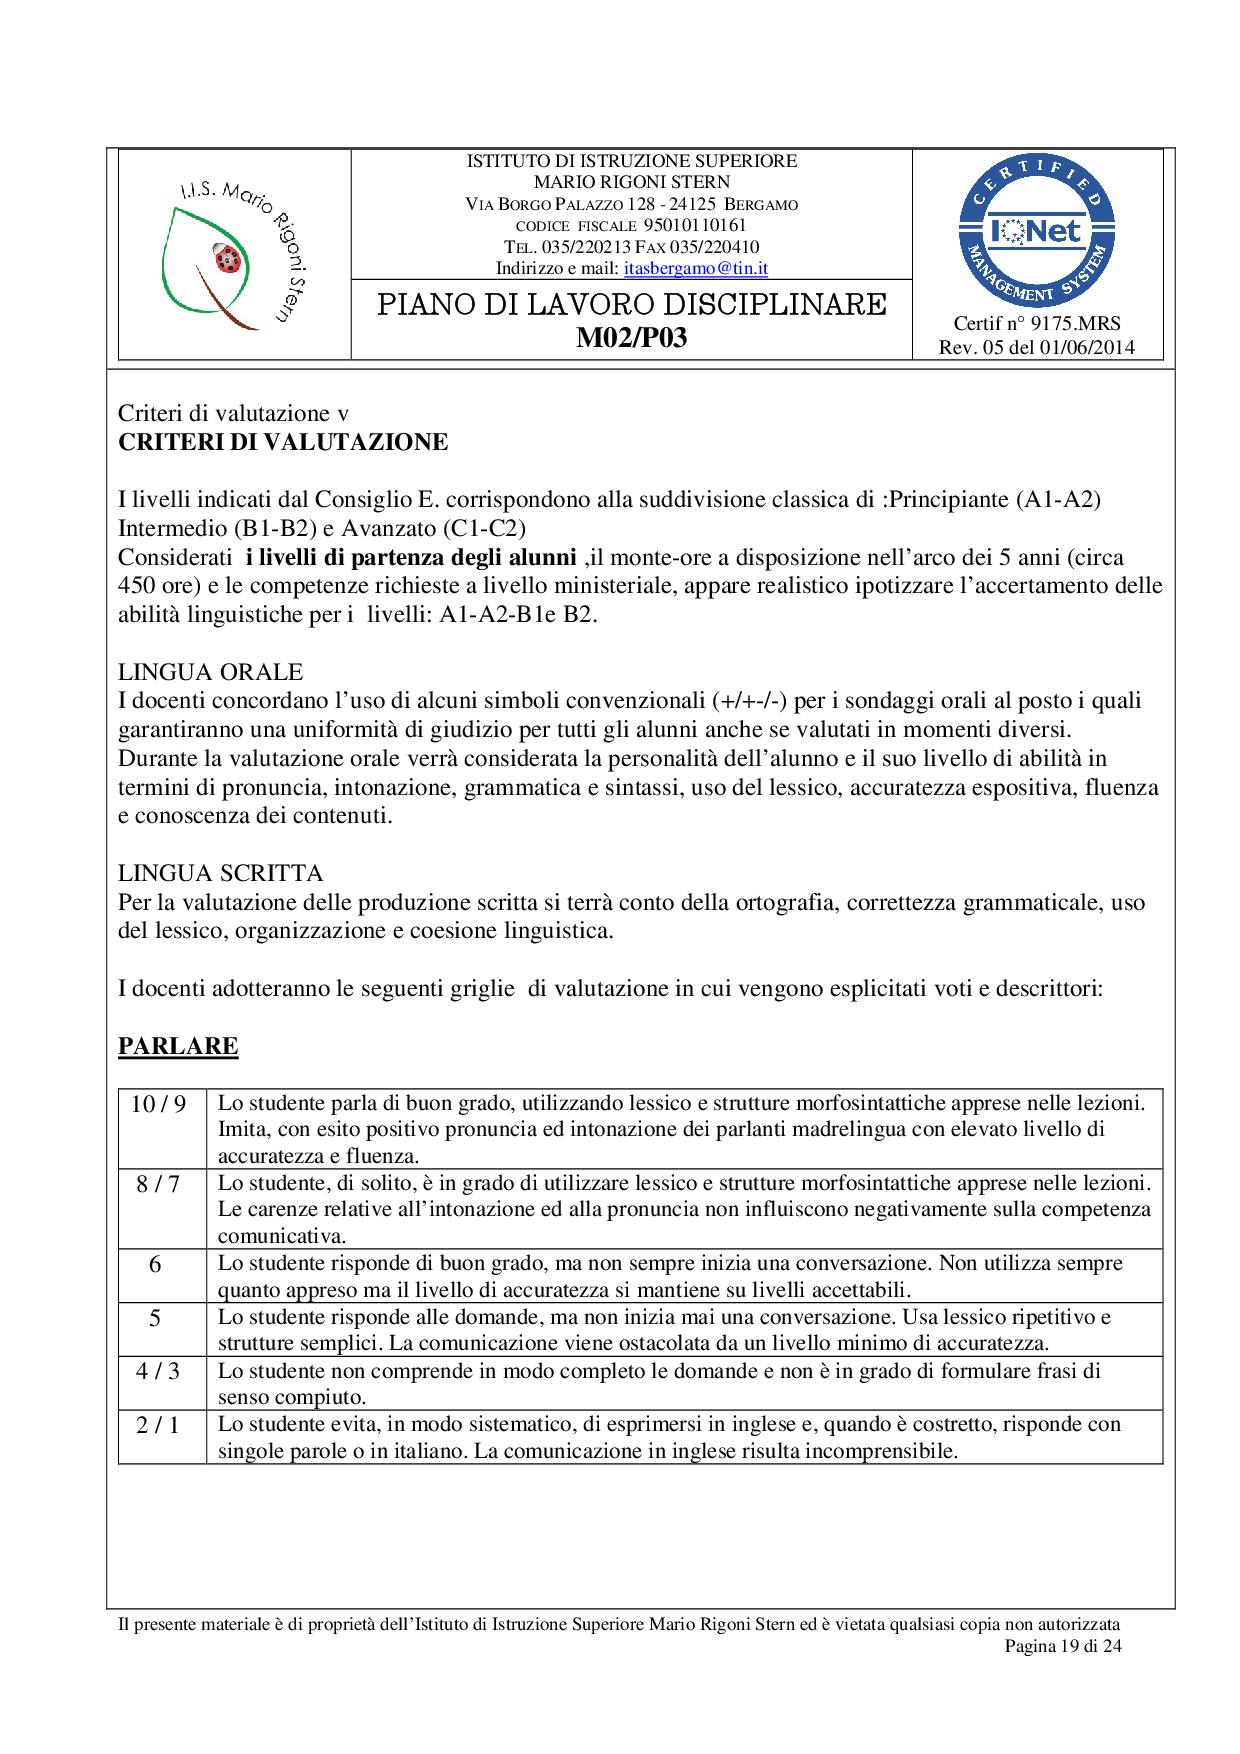 I.I.S. Mario Rigoni Stern
ISTITUTO DI ISTRUZIONE SUPERIORE
MARIO RIGONI STERN
VIA BORGO PALAZZO 128 - 24125 BERGAMO
CODICE FISCALE 95010110161
TEL. 035/220213 FAX 035/220410
Indirizzo e mail: itasbergamo@tin.it
PIANO DI LAVORO DISCIPLINARE
M02/P03
CERTIFIED
IQNet
MANAGEMENT SYSTEM
Certif n° 9175.MRS
Rev. 05 del 01/06/2014
Criteri di valutazione v
CRITERI DI VALUTAZIONE
I livelli indicati dal Consiglio E. corrispondono alla suddivisione classica di :Principiante (A1-A2)
Intermedio (B1-B2) e Avanzato (C1-C2)
Considerati i livelli di partenza degli alunni ,il monte-ore a disposizione nell’arco dei 5 anni (circa
450 ore) e le competenze richieste a livello ministeriale, appare realistico ipotizzare l’accertamento delle
abilità linguistiche per i livelli: A1-A2-B1e B2.
LINGUA ORALE
I docenti concordano l’uso di alcuni simboli convenzionali (+/+-/-) per i sondaggi orali al posto i quali
garantiranno una uniformità di giudizio per tutti gli alunni anche se valutati in momenti diversi.
Durante la valutazione orale verrà considerata la personalità dell’alunno e il suo livello di abilità in
termini di pronuncia, intonazione, grammatica e sintassi, uso del lessico, accuratezza espositiva, fluenza
e conoscenza dei contenuti.
LINGUA SCRITTA
Per la valutazione delle produzione scritta si terrà conto della ortografia, correttezza grammaticale, uso
del lessico, organizzazione e coesione linguistica.
I docenti adotteranno le seguenti griglie di valutazione in cui vengono esplicitati voti e descrittori:
PARLARE
10 / 9 Lo studente parla di buon grado, utilizzando lessico e strutture morfosintattiche apprese nelle lezioni.
Imita, con esito positivo pronuncia ed intonazione dei parlanti madrelingua con elevato livello di
accuratezza e fluenza.
8 / 7 Lo studente, di solito, è in grado di utilizzare lessico e strutture morfosintattiche apprese nelle lezioni.
Le carenze relative all’intonazione ed alla pronuncia non influiscono negativamente sulla competenza
comunicativa.
6 Lo studente risponde di buon grado, ma non sempre inizia una conversazione. Non utilizza sempre
quanto appreso ma il livello di accuratezza si mantiene su livelli accettabili.
5 Lo studente risponde alle domande, ma non inizia mai una conversazione. Usa lessico ripetitivo e
strutture semplici. La comunicazione viene ostacolata da un livello minimo di accuratezza.
4 / 3 Lo studente non comprende in modo completo le domande e non è in grado di formulare frasi di
senso compiuto.
2 / 1 Lo studente evita, in modo sistematico, di esprimersi in inglese e, quando è costretto, risponde con
singole parole o in italiano. La comunicazione in inglese risulta incomprensibile.
Il presente materiale è di proprietà dell’Istituto di Istruzione Superiore Mario Rigoni Stern ed è vietata qualsiasi copia non autorizzata
Pagina 19 di 24